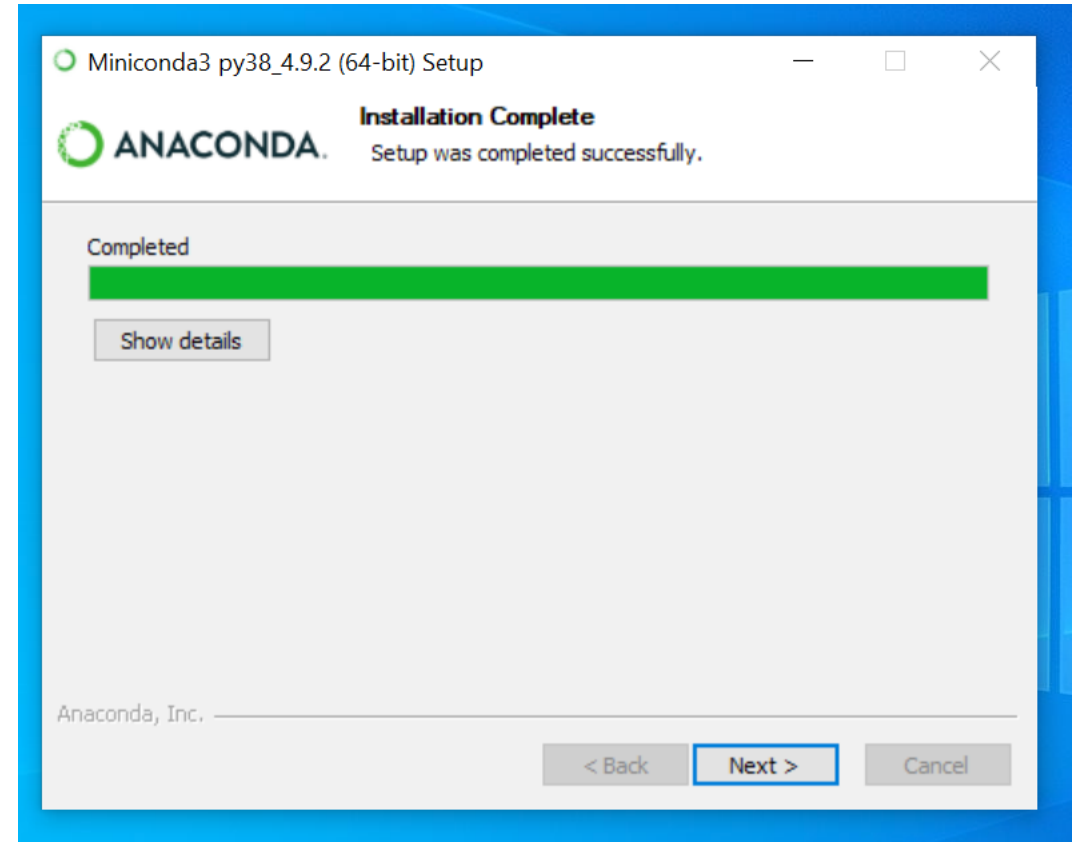 Miniconda3 py38_4.9.2 (64-bit) Setup
ANACONDA.
Installation Complete
Setup was completed successfully.
Completed
Show details
Anaconda, Inc.
< Back
Next >
Cancel